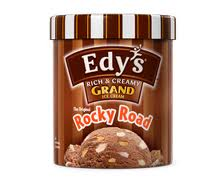 Edy's
RICH & CREAMY
GRAND
ICE CREAM
The Original
Rocky Road